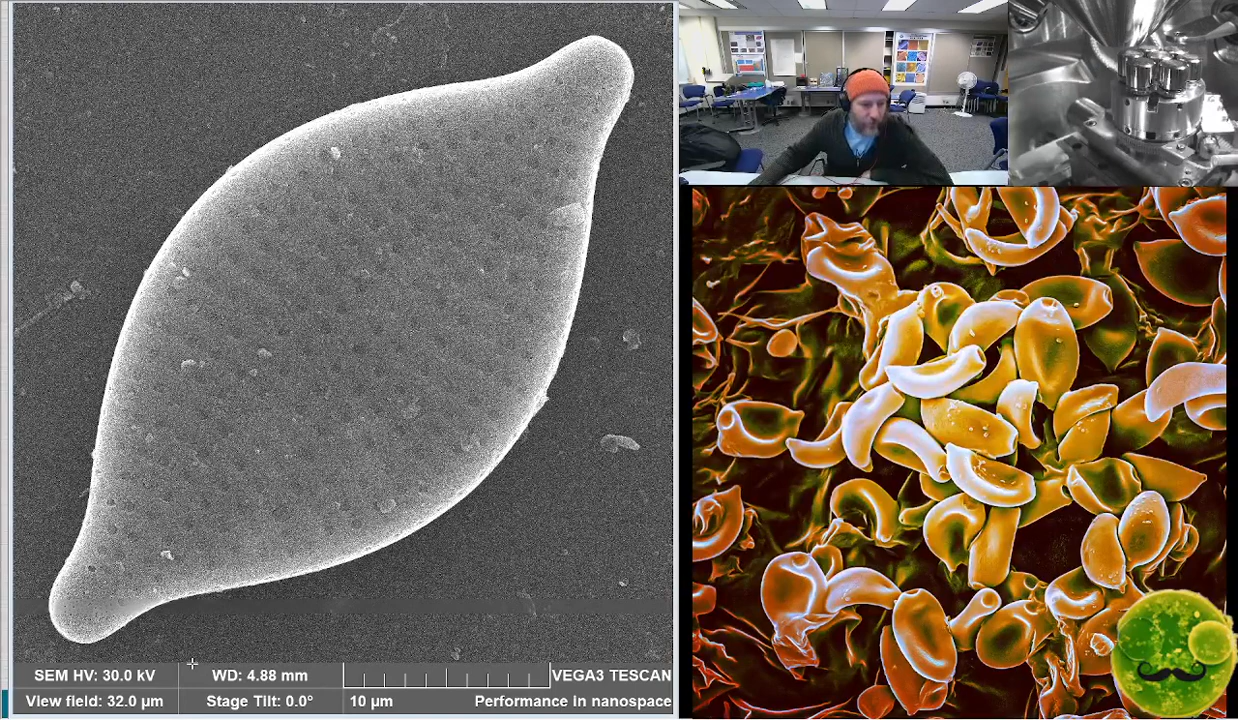 SEM HV: 30.0 kV
WD: 4.88 mm
VEGA3 TESCAN
View field: 32.0 µm
Stage Tilt: 0.0°
10 µm
Performance in nanospace